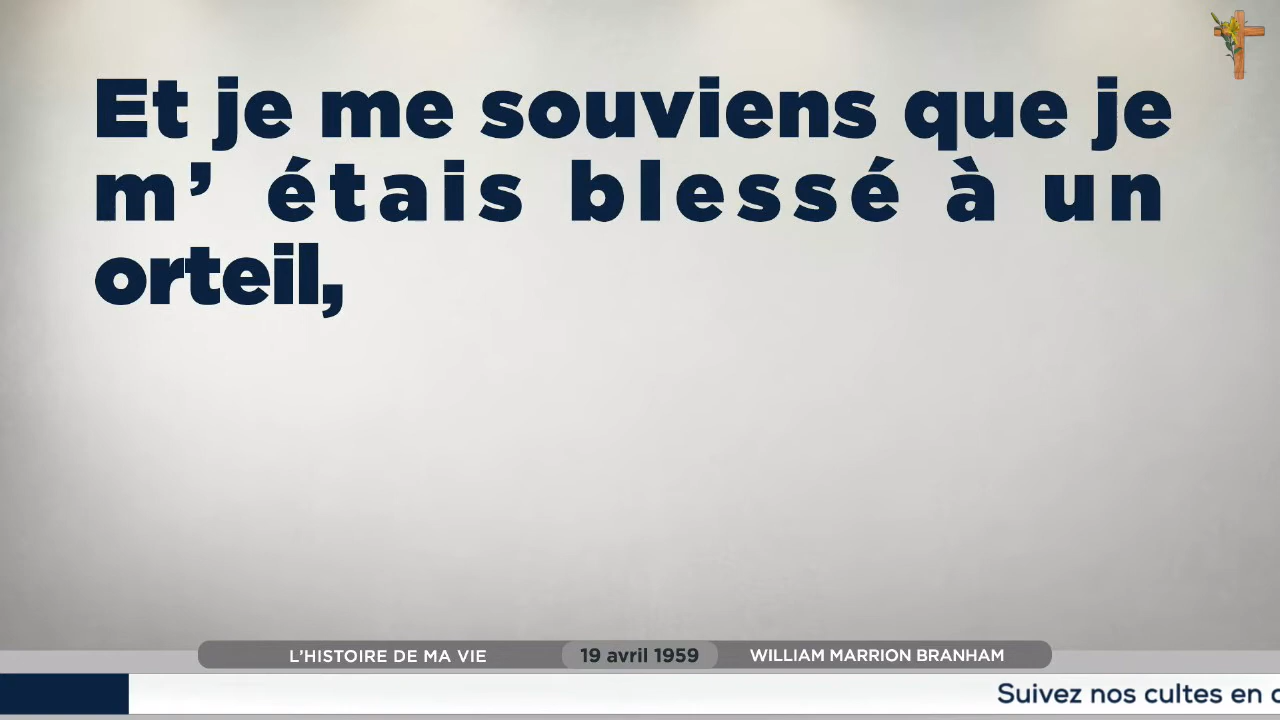 Et je me souviens que je
m’ étais blessé à un
orteil,
L’HISTOIRE DE MA VIE
19 avril 1959
WILLIAM MARRION BRANHAM
Suivez nos cultes en